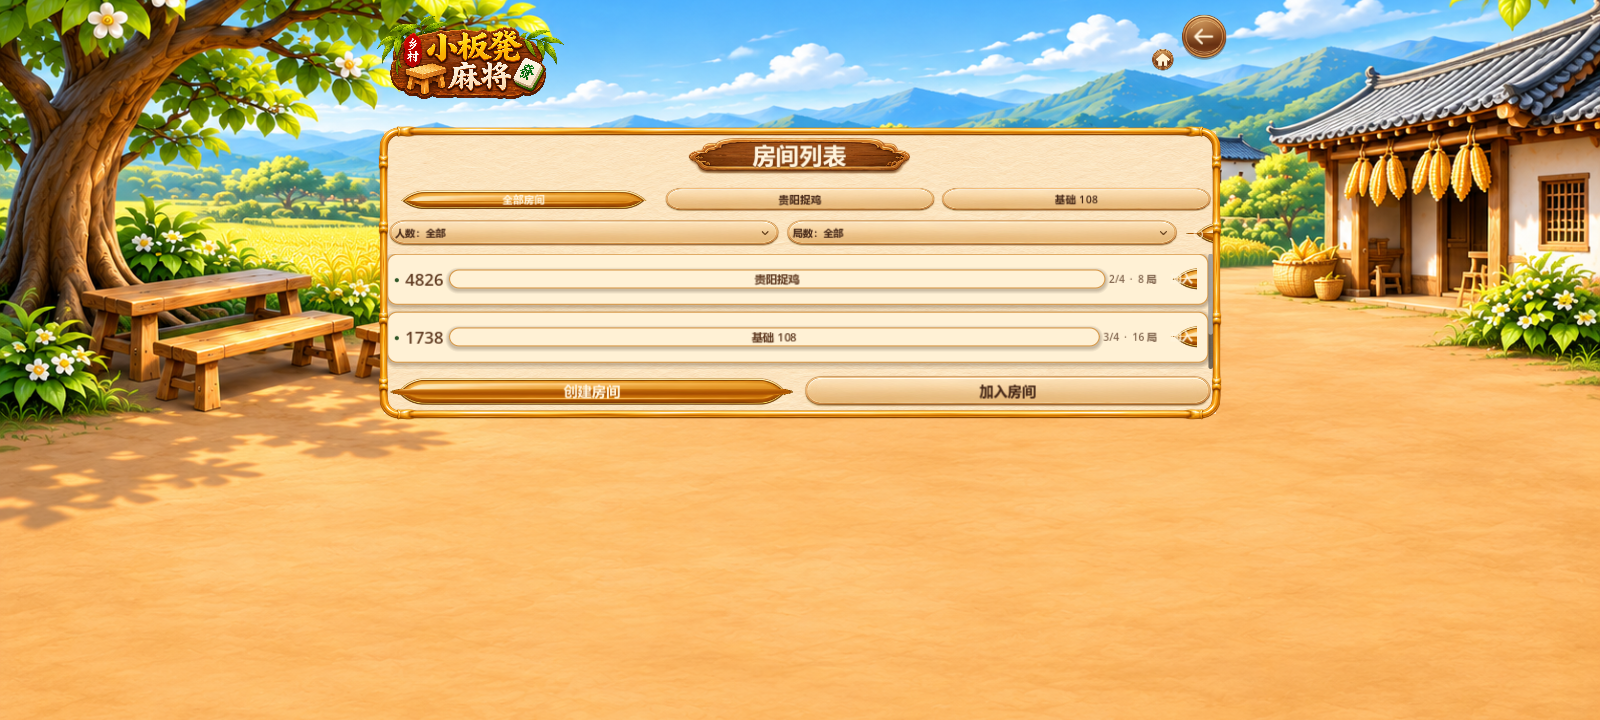 乡村
小板凳
麻将
發
房间列表
全部房间
贵阳捉鸡
基础 108
人数：全部
局数：全部
4826
贵阳捉鸡
2/4 · 8 局
1738
基础 108
3/4 · 16 局
创建房间
加入房间